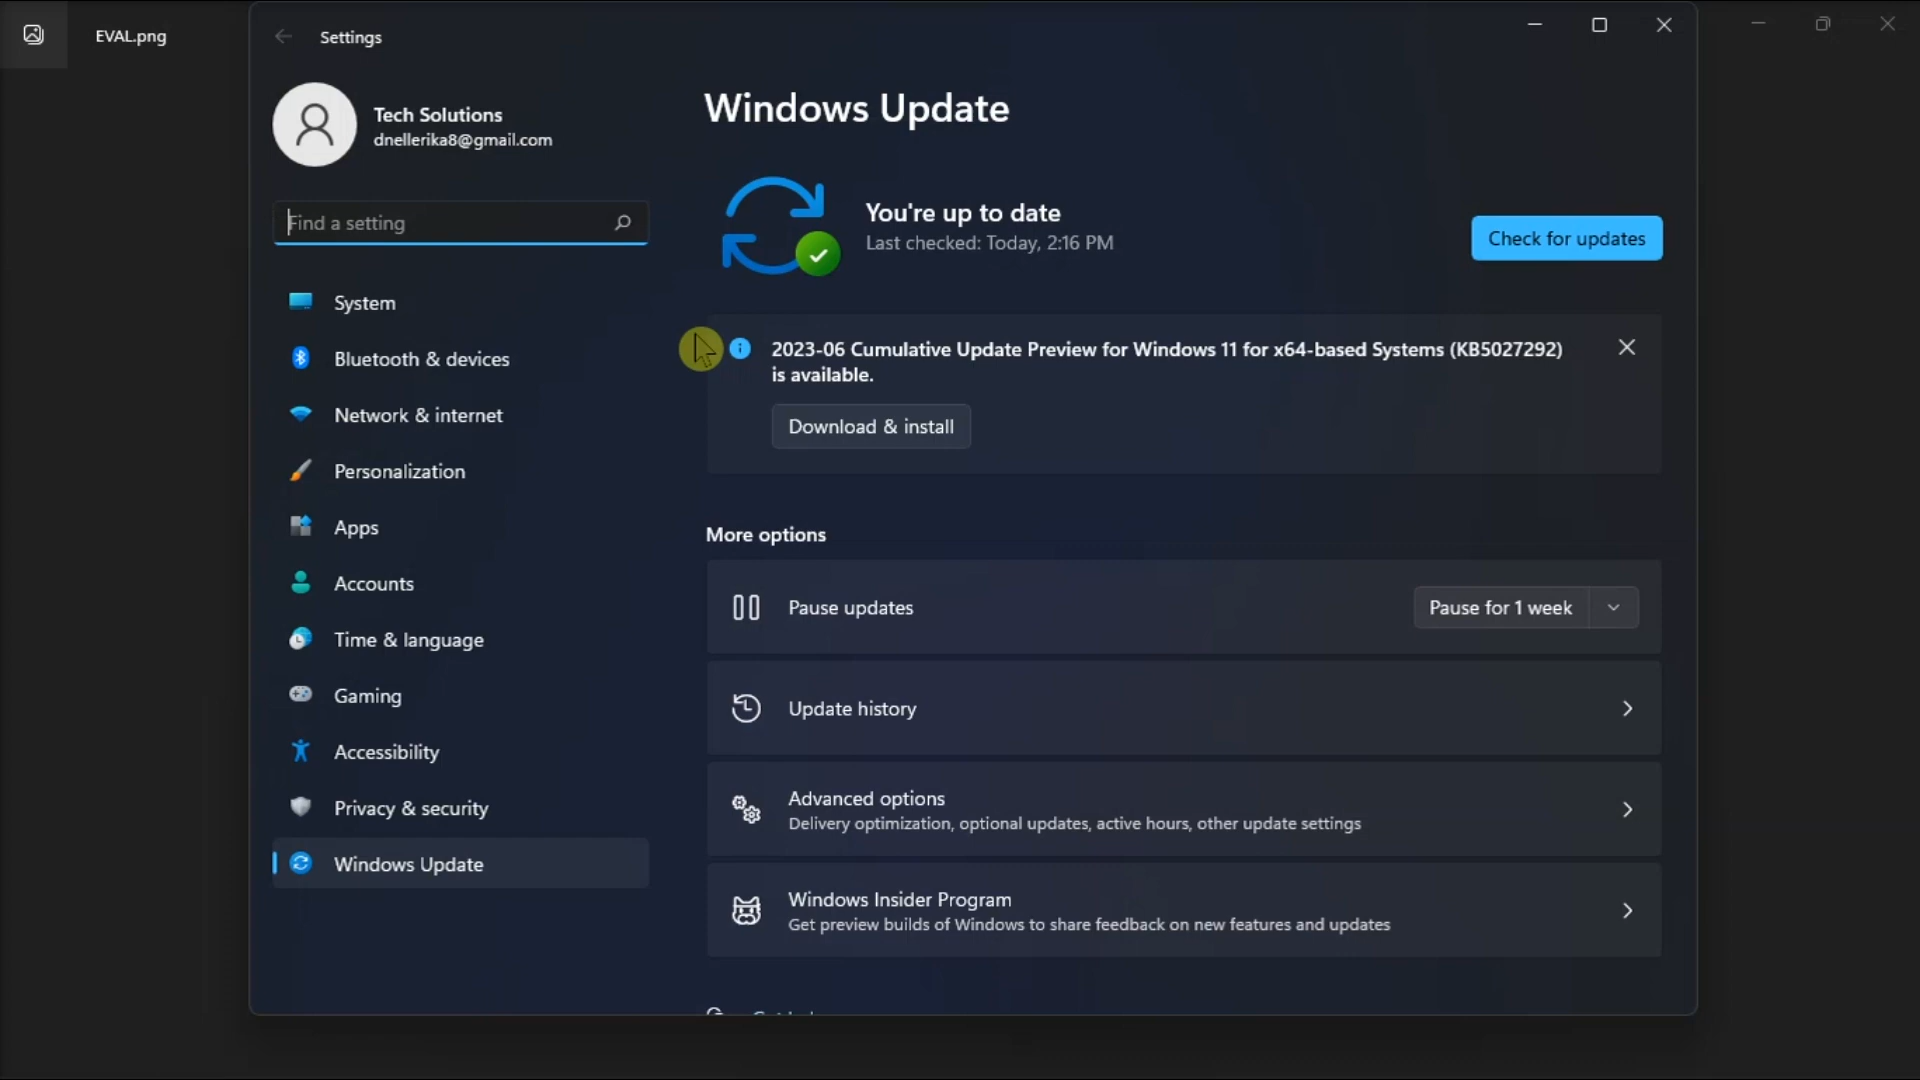 EVAL.png
Settings
Tech Solutions
dnellerika8@gmail.com
Find a setting
System
Bluetooth & devices
Network & internet
Personalization
Apps
Accounts
Time & language
Gaming
Accessibility
Privacy & security
Windows Update
Windows Update
You're up to date
Last checked: Today, 2:16 PM
Check for updates
2023-06 Cumulative Update Preview for Windows 11 for x64-based Systems (KB5027292)
is available.
Download & install
More options
Pause updates
Pause for 1 week
Update history
Advanced options
Delivery optimization, optional updates, active hours, other update settings
Windows Insider Program
Get preview builds of Windows to share feedback on new features and updates